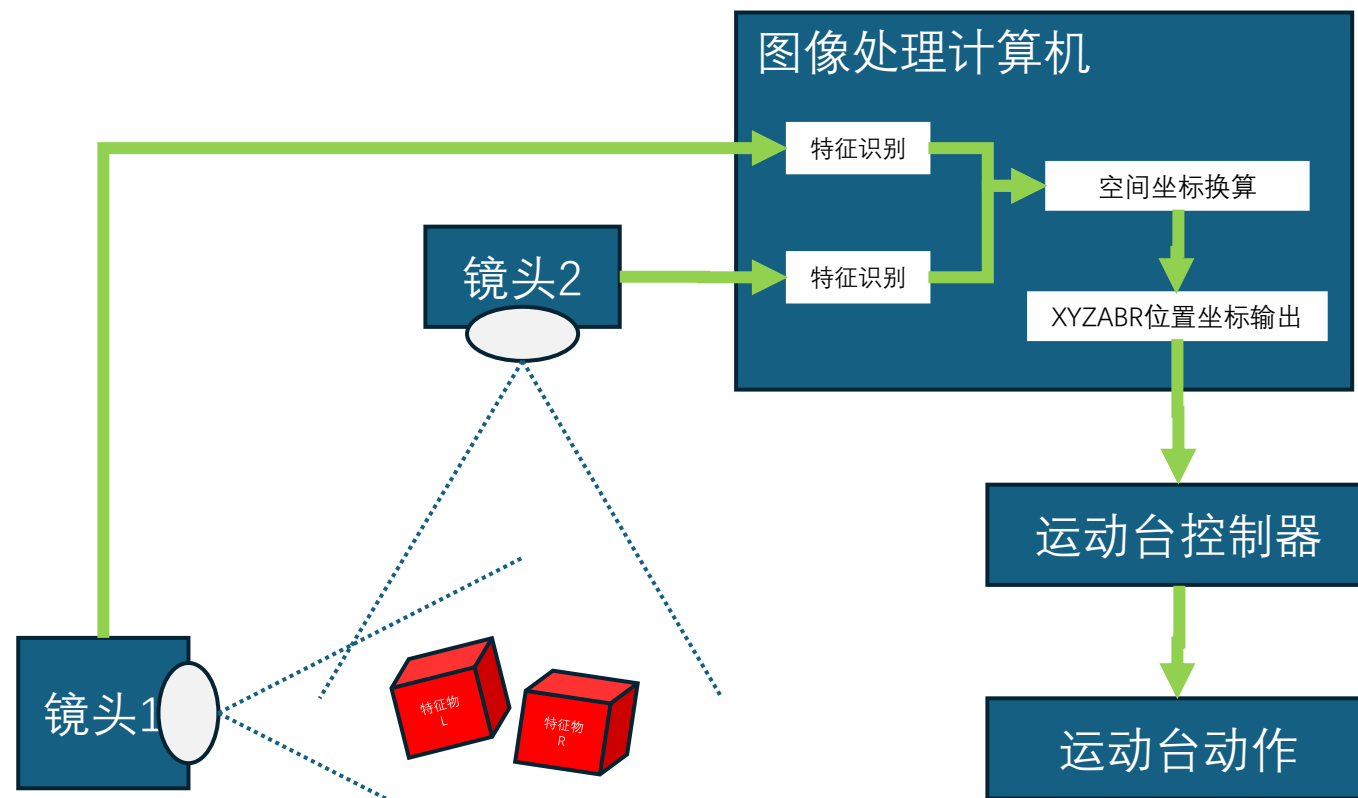 图像处理计算机
特征识别
空间坐标换算
镜头2
特征识别
XYZABR位置坐标输出
运动台控制器
镜头1
特征物
L
特征物
R
运动台动作